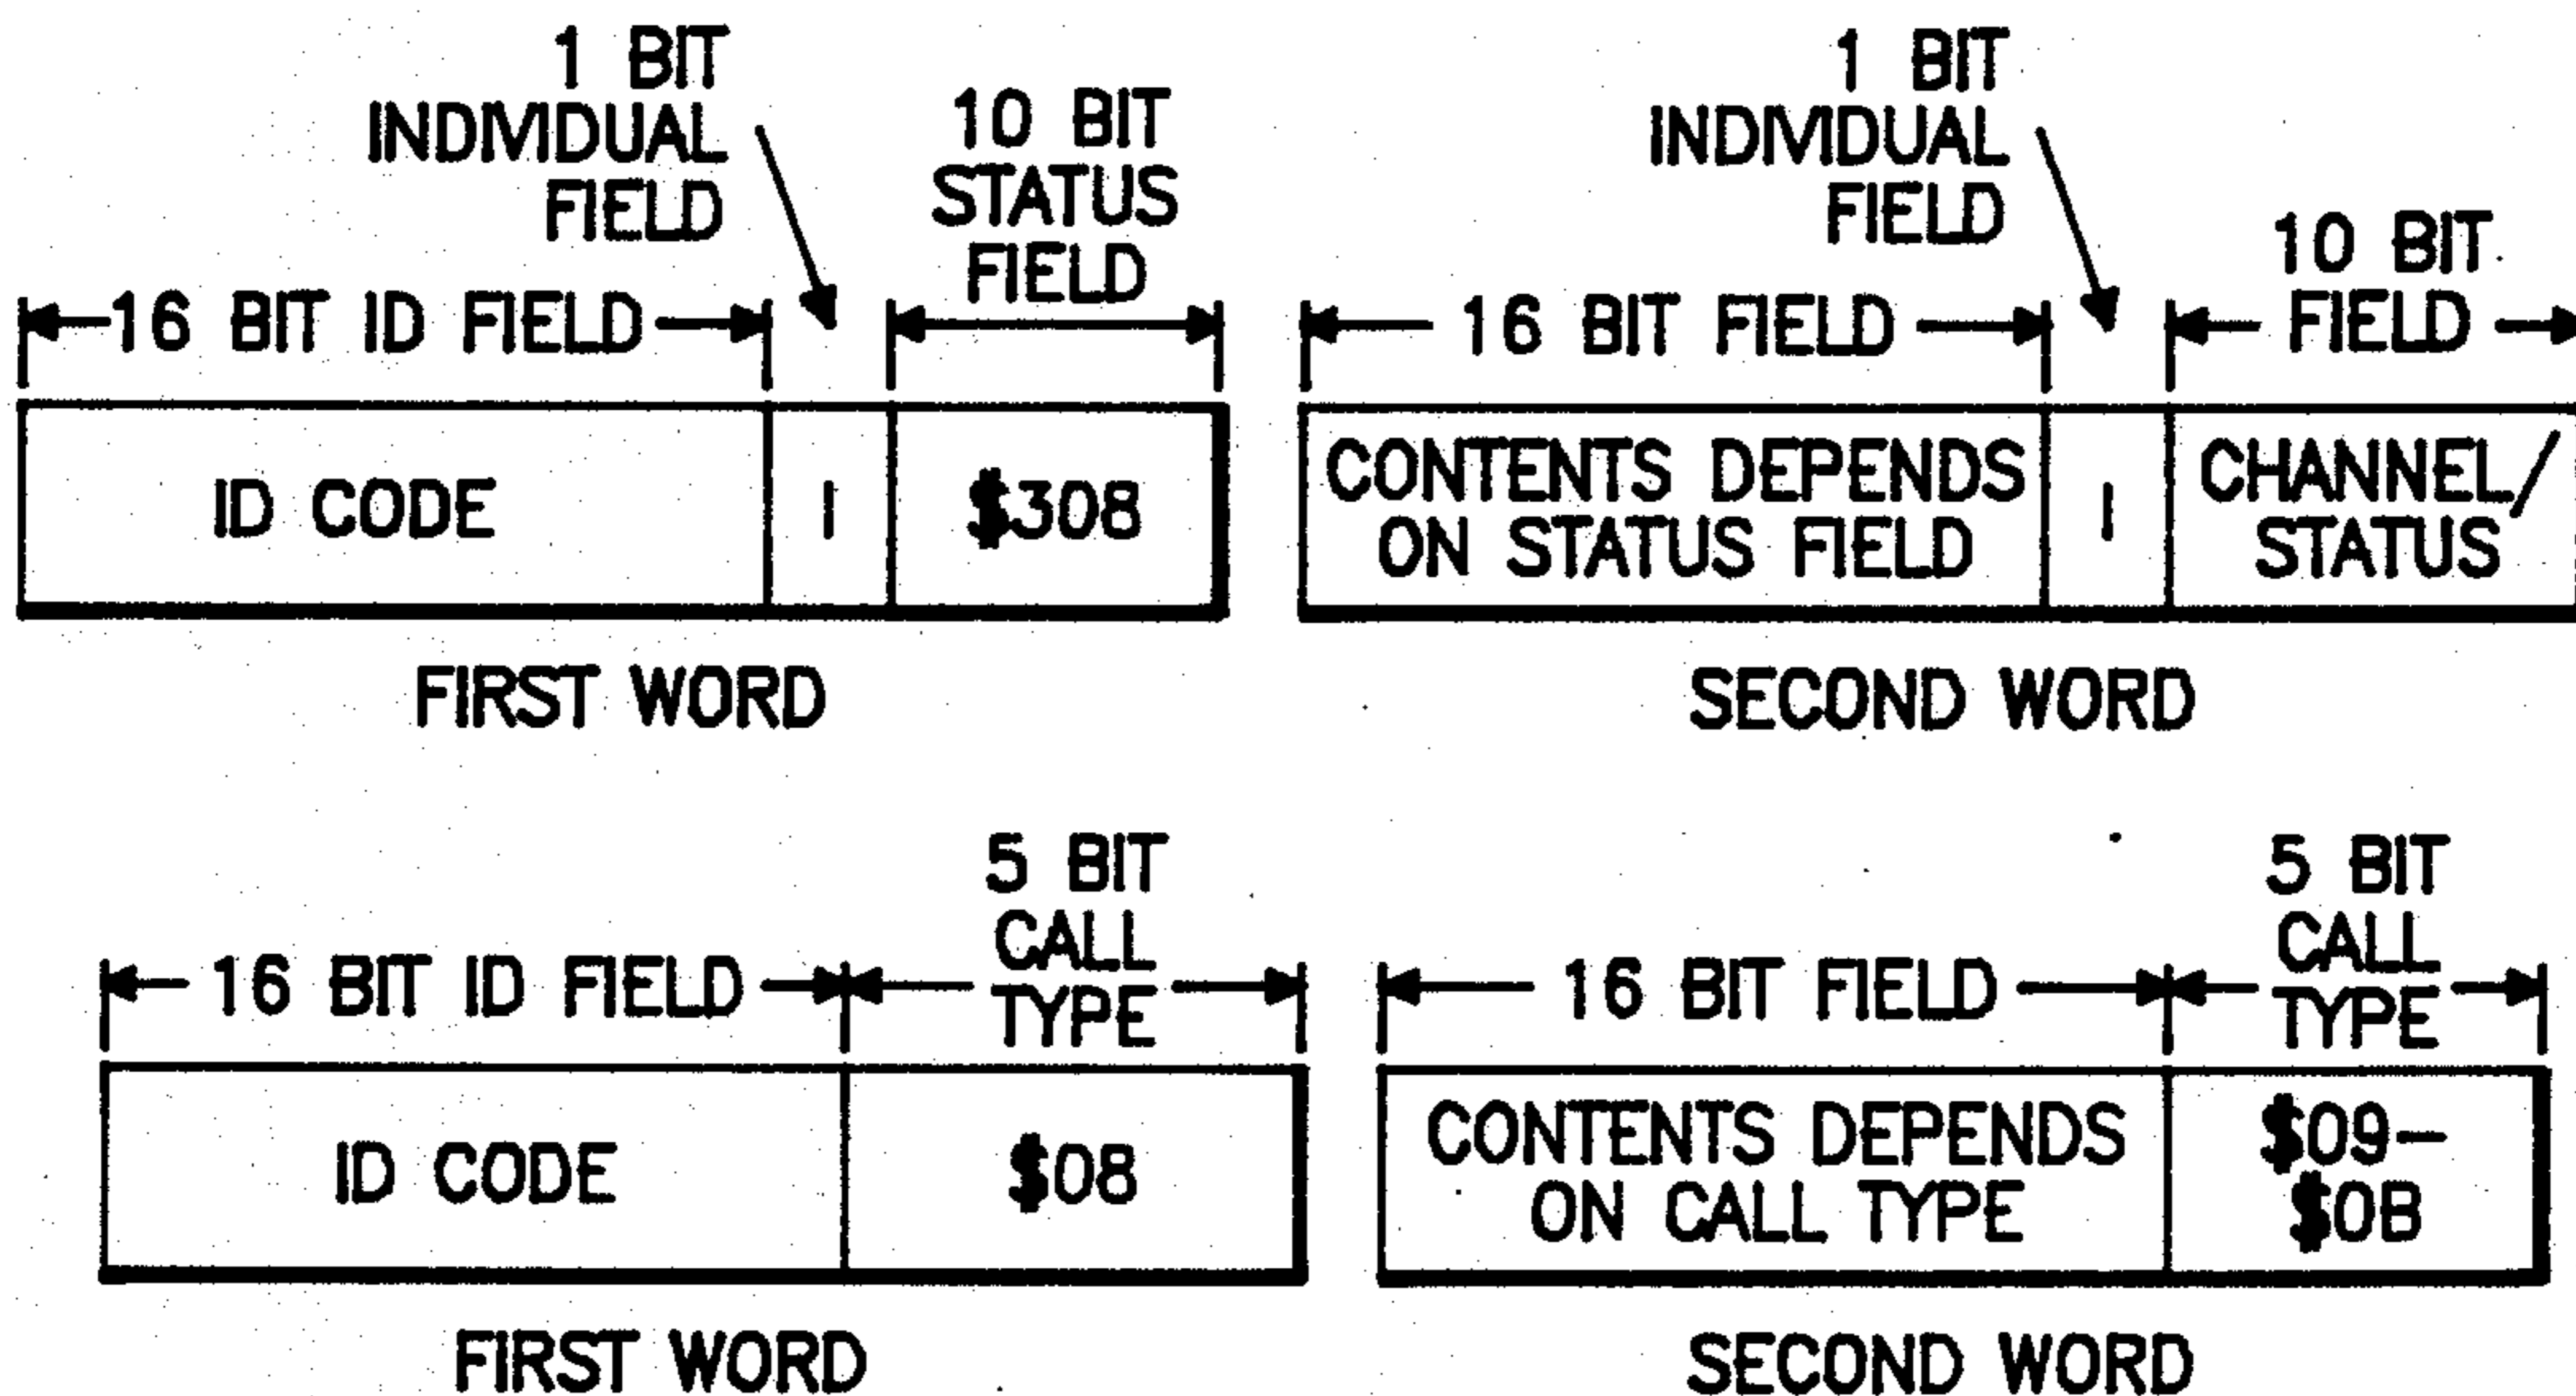 1 BIT
INDIVIDUAL
FIELD
10 BIT
STATUS
FIELD
16 BIT ID FIELD
1 BIT
INDIVIDUAL
FIELD
10 BIT
FIELD
16 BIT FIELD
ID CODE
I
$308
CONTENTS DEPENDS
ON STATUS FIELD
I
CHANNEL/
STATUS
FIRST WORD
SECOND WORD
16 BIT ID FIELD
5 BIT
CALL
TYPE
16 BIT FIELD
5 BIT
CALL
TYPE
ID CODE
$08
CONTENTS DEPENDS
ON CALL TYPE
$09-
$0B
FIRST WORD
SECOND WORD